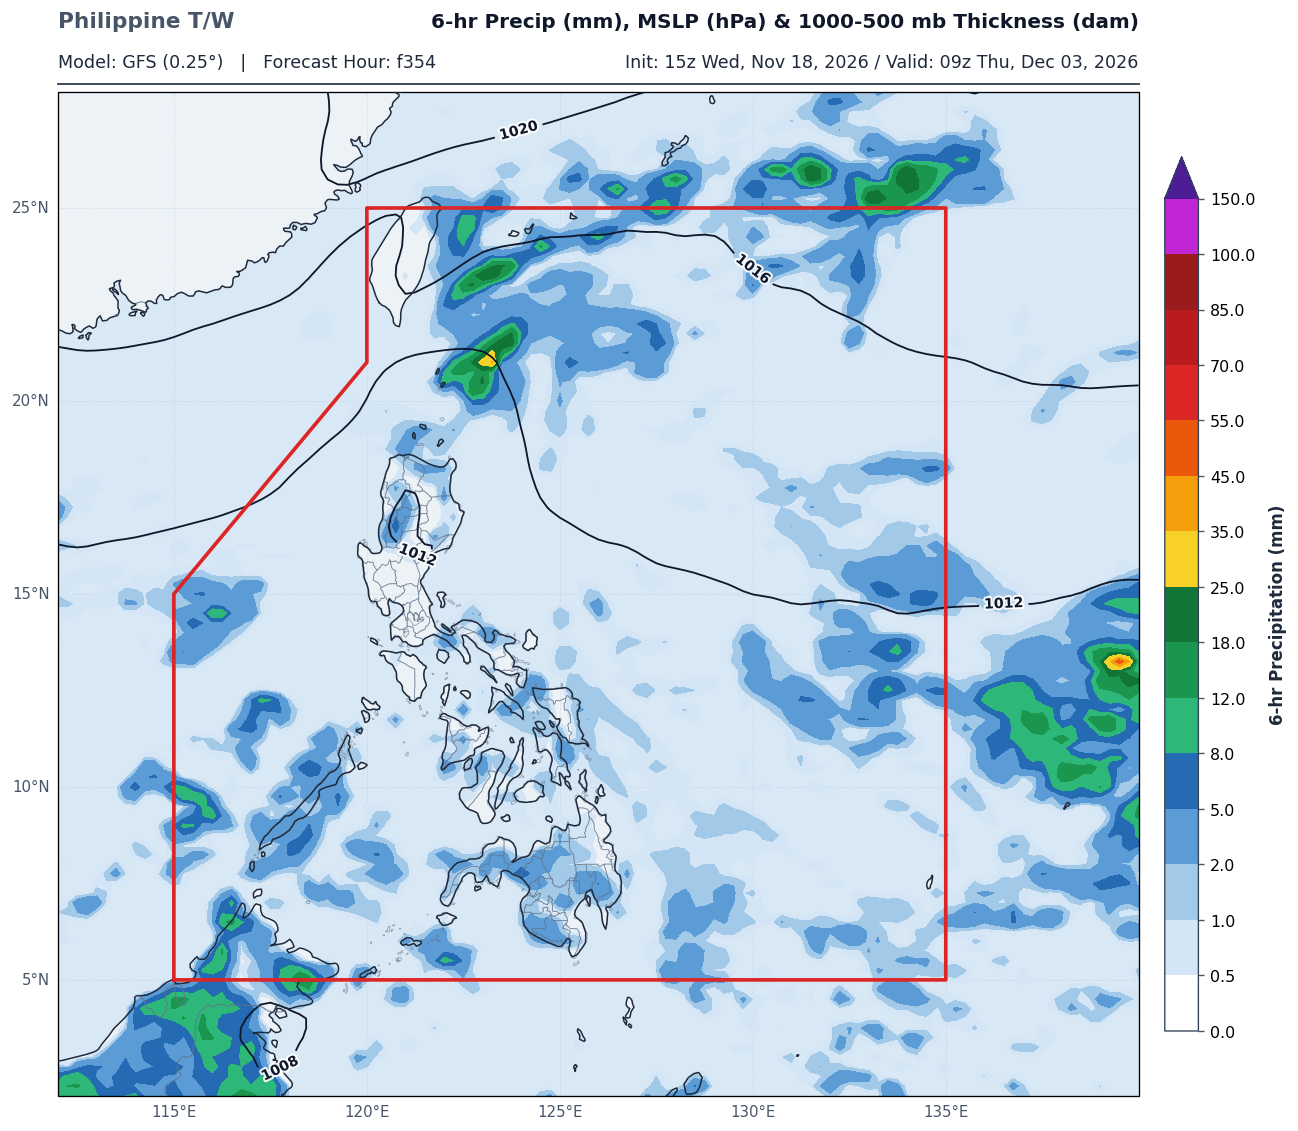 Philippine T/W
6-hr Precip (mm), MSLP (hPa) & 1000-500 mb Thickness (dam)
Model: GFS (0.25°) | Forecast Hour: f354
Init: 15z Wed, Nov 18, 2026 / Valid: 09z Thu, Dec 03, 2026
1020
1016
1012
1012
1008
25°N
20°N
15°N
10°N
5°N
115°E
120°E
125°E
130°E
135°E
150.0
100.0
85.0
70.0
55.0
45.0
35.0
25.0
18.0
12.0
8.0
5.0
2.0
1.0
0.5
0.0
6-hr Precipitation (mm)